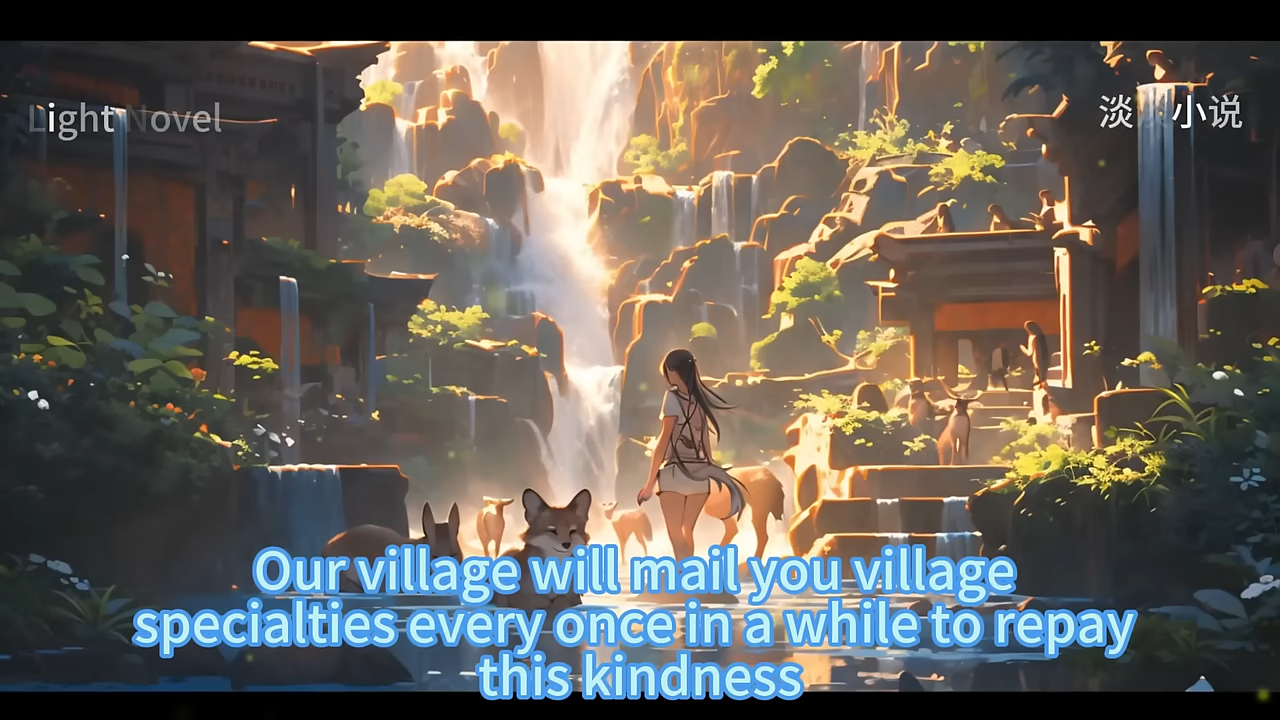 Light Novel
淡 小说
Our village will mail you village
specialties every once in a while to repay
this kindness